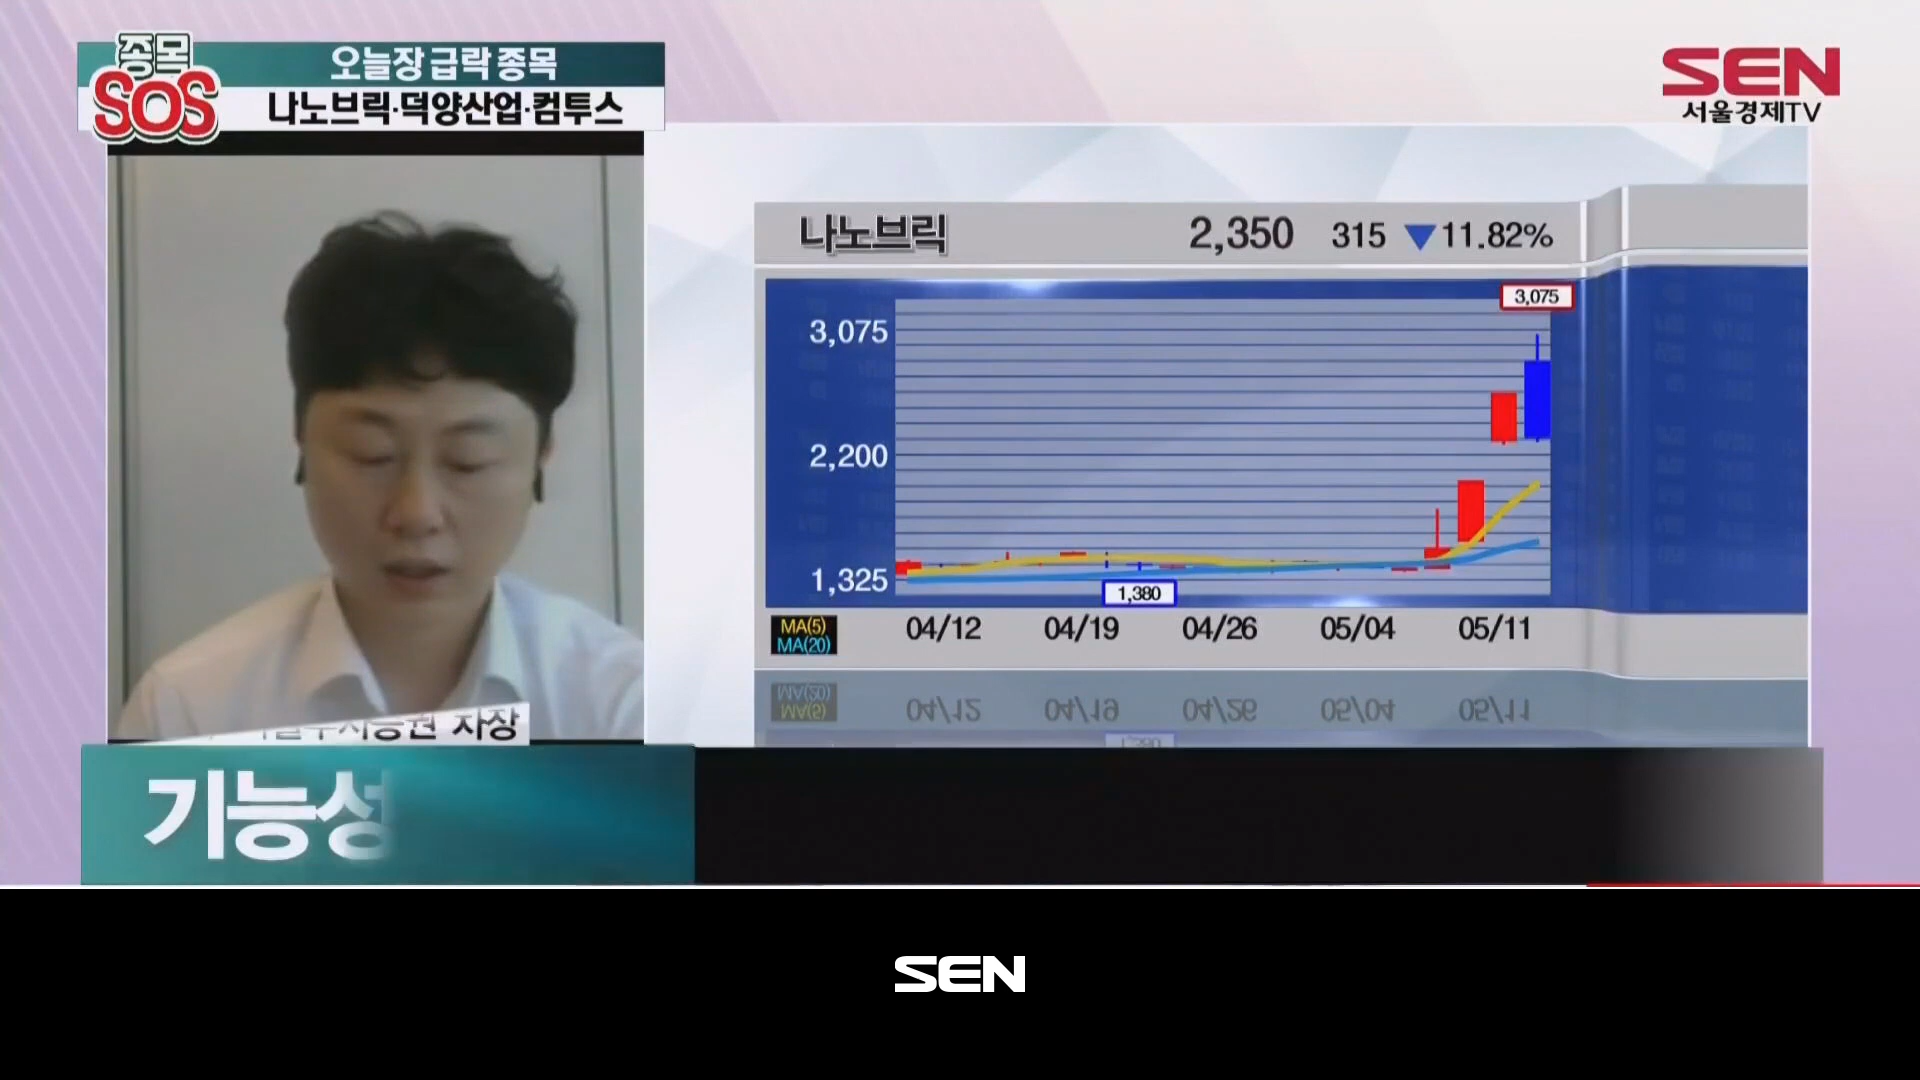 종목
SOS
오늘장 급락 종목
나노브릭·덕양산업·컴투스
SEN
서울경제TV
나노브릭 2,350 315 ▼11.82%
3,075
3,075
2,200
1,325
1,380
MA(5)
MA(20)
04/12 04/19 04/26 05/04 05/11
차장
기능성
SEN